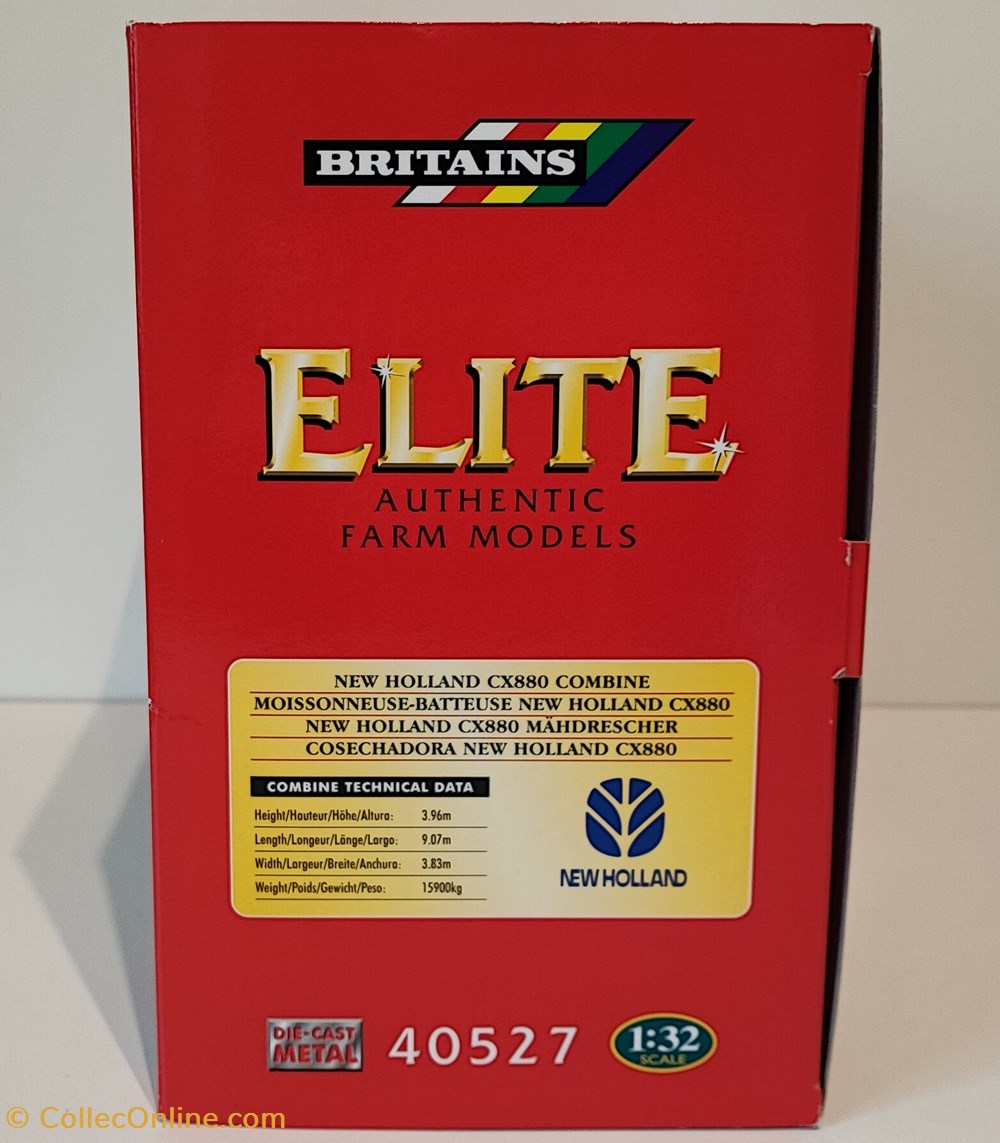 BRITAINS
ELITE
AUTHENTIC
FARM MODELS
NEW HOLLAND CX880 COMBINE
MOISSONNEUSE-BATTEUSE NEW HOLLAND CX880
NEW HOLLAND CX880 MÄHDRESCHER
COSECHADORA NEW HOLLAND CX880
COMBINE TECHNICAL DATA
Height/Hauteur/Höhe/Altura: 3.96m
Length/Longeur/Länge/Largo: 9.07m
Width/Largeur/Breite/Anchura: 3.83m
Weight/Poids/Gewicht/Peso: 15900kg
NEW HOLLAND
DIE-CAST
METAL
40527
1:32
SCALE
© CollecOnline.com